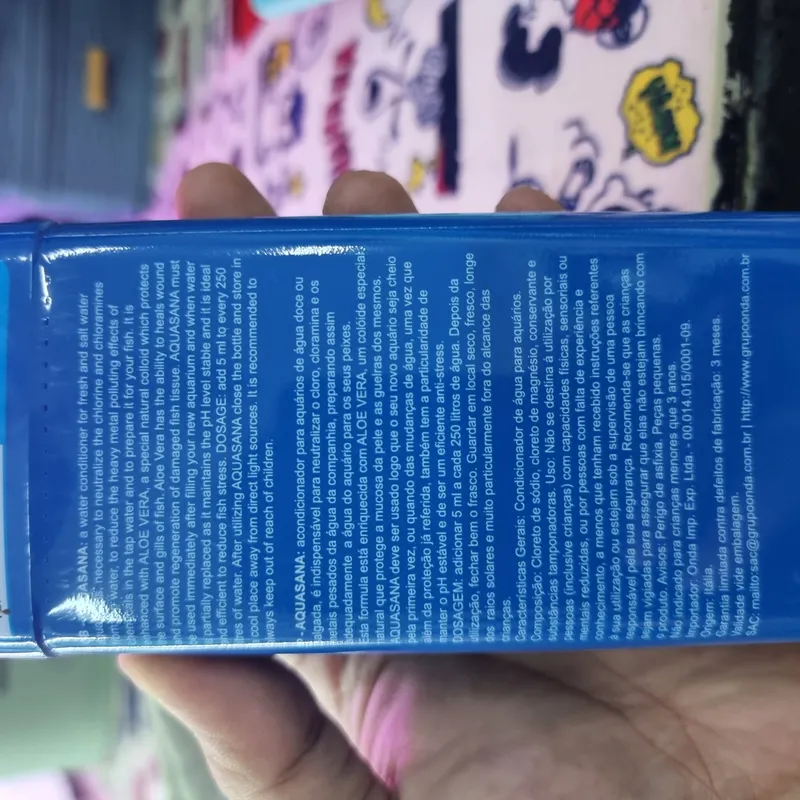 ASANA: a water conditioner for fresh and salt water
necessary to neutralize the chlorine and chloramines
water, to reduce the heavy metal polluting effects of
in the tap water and to prepare it for your fish. It is
with ALOE VERA, a special natural colloid which protects
surface and gills of fish. Aloe Vera has the ability to heals wound
and promote regeneration of damaged fish tissue. AQUASANA must
used immediately after filling your new aquarium and when water
partially replaced as it maintains the pH level stable and it is ideal
efficient to reduce fish stress. DOSAGE: add 5 ml to every 250
of water. After utilizing AQUASANA close the bottle and store in
cool place away from direct light sources. It is recommended to
always keep out of reach of children.
-AQUASANA: acondicionador para aquários de água doce ou
salgada, é indispensável para neutralizar o cloro, cloramina e os
metais pesados da água da companhia, preparando assim
adequadamente a água do aquário para os seus peixes.
Esta formula está enriquecida com ALOE VERA, um colóide especial
natural que protege a mucosa da pele e as gueiras dos mesmos.
AQUASANA deve ser usado logo que o seu novo aquário seja cheio
pela primeira vez, ou quando das mudanças de água, uma vez que
além da proteção já referida, também tem a particularidade de
manter o pH estável e de ser um eficiente anti-stress.
DOSAGEM: adicionar 5 ml a cada 250 litros de água. Depois da
utilização, fechar bem o frasco. Guardar em local seco, fresco, longe
dos raios solares e muito particularmente fora do alcance das
crianças.
Características Gerais: Condicionador de água para aquários.
Composição: Cloreto de sódio, cloreto de magnésio, conservante e
substâncias tamponadoras. Uso: Não se destina à utilização por
pessoas (inclusive crianças) com capacidades físicas, sensoriais ou
mentais reduzidas, ou por pessoas com falta de experiência e
conhecimento, a menos que tenham recebido instruções referentes
à sua utilização ou estejam sob a supervisão de uma pessoa
responsável pela sua segurança. Recomenda-se que as crianças
sejam vigiadas para assegurar que elas não estejam brincando com
o produto. Avisos: Perigo de asfixia. Peças pequenas.
Não indicado para crianças menores que 3 anos.
Importador: Onda Imp. Exp. Ltda. - 00.014.015/0001-09.
Origem: Itália.
Garantia limitada contra defeitos de fabricação. 3 meses.
Validade vide embalagem.
SAC: mailto:sac@grupoonda.com.br | http://www.grupoonda.com.br